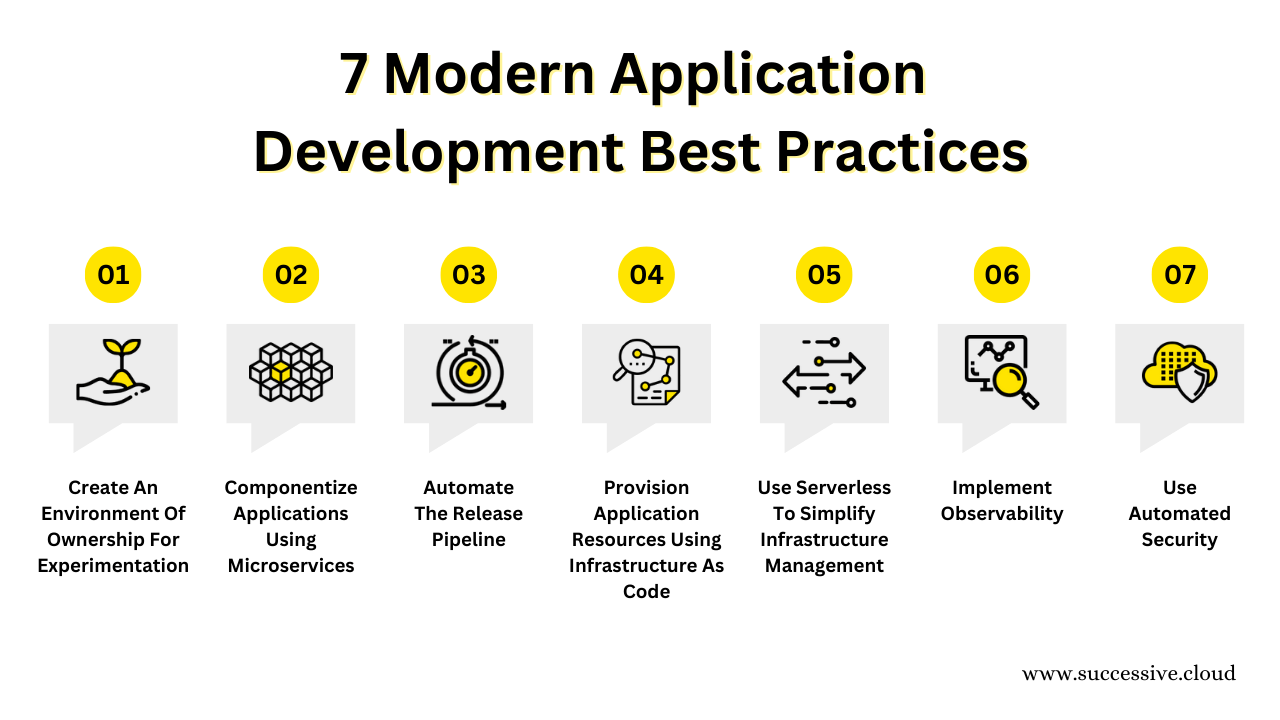 7 Modern Application
Development Best Practices
01
02
03
04
05
06
07
Create An
Environment Of
Ownership For
Experimentation
Componentize
Applications
Using
Microservices
Automate
The Release
Pipeline
Provision
Application
Resources Using
Infrastructure As
Code
Use Serverless
To Simplify
Infrastructure
Management
Implement
Observability
Use
Automated
Security
www.successive.cloud